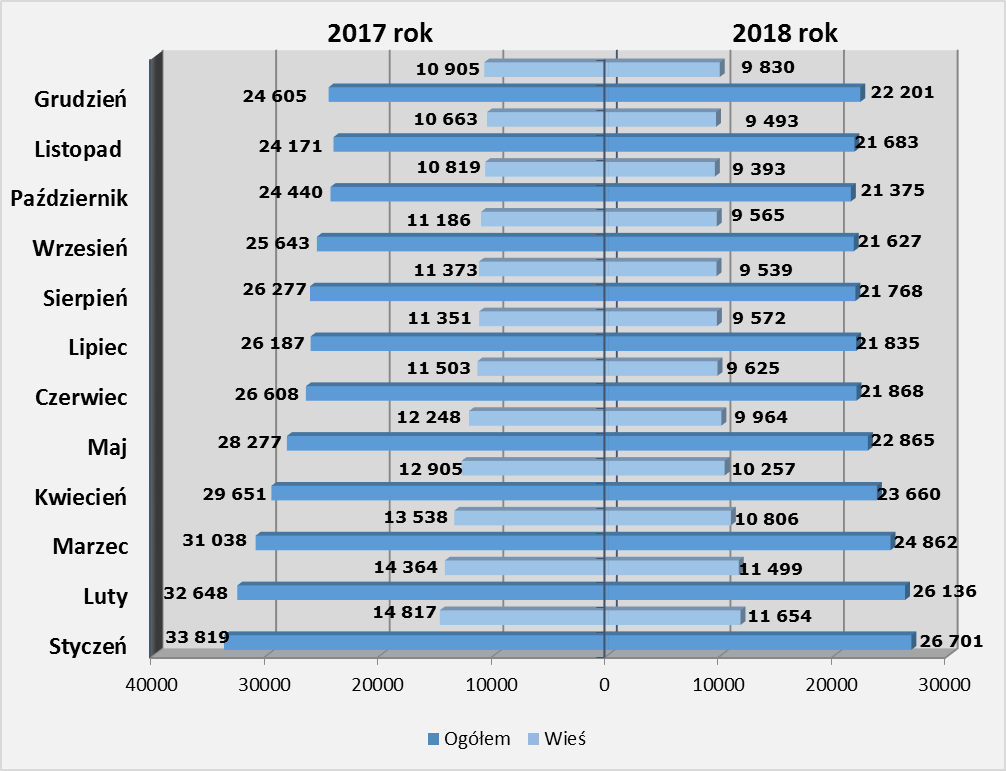 2017 rok 2018 rok
10 905 9 830
Grudzień 24 605 22 201
10 663 9 493
Listopad 24 171 21 683
10 819 9 393
Październik 24 440 21 375
11 186 9 565
Wrzesień 25 643 21 627
11 373 9 539
Sierpień 26 277 21 768
11 351 9 572
Lipiec 26 187 21 835
11 503 9 625
Czerwiec 26 608 21 868
12 248 9 964
Maj 28 277 22 865
12 905 10 257
Kwiecień 29 651 23 660
13 538 10 806
Marzec 31 038 24 862
14 364 11 499
Luty 32 648 26 136
14 817 11 654
Styczeń 33 819 26 701
40000 30000 20000 10000 0 10000 20000 30000
Ogółem Wieś